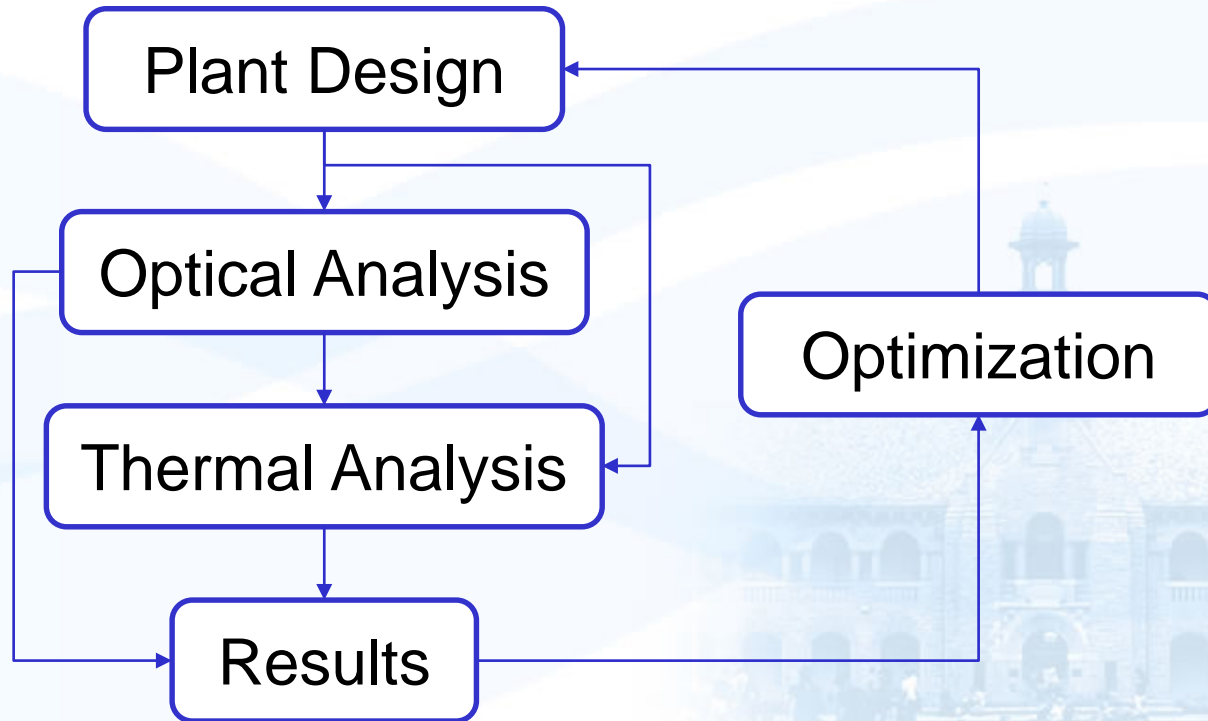 Plant Design
Optical Analysis
Optimization
Thermal Analysis
Results